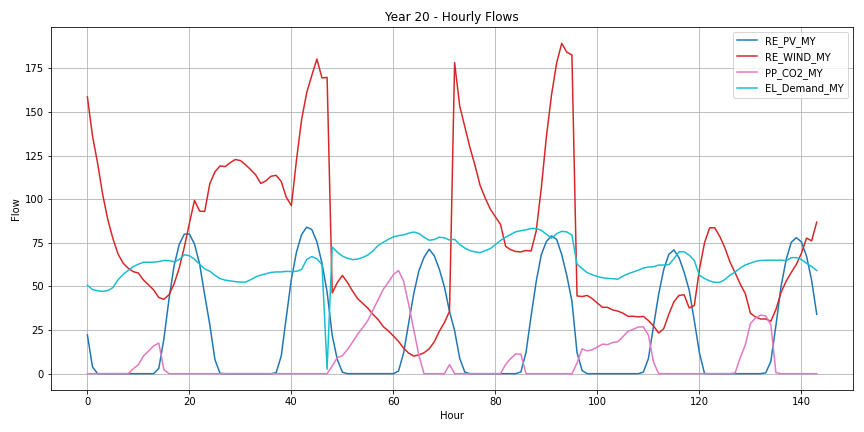 Year 20 - Hourly Flows
RE_PV_MY
RE_WIND_MY
PP_CO2_MY
EL_Demand_MY
Flow
175
150
125
100
75
50
25
0
0 20 40 60 80 100 120 140
Hour